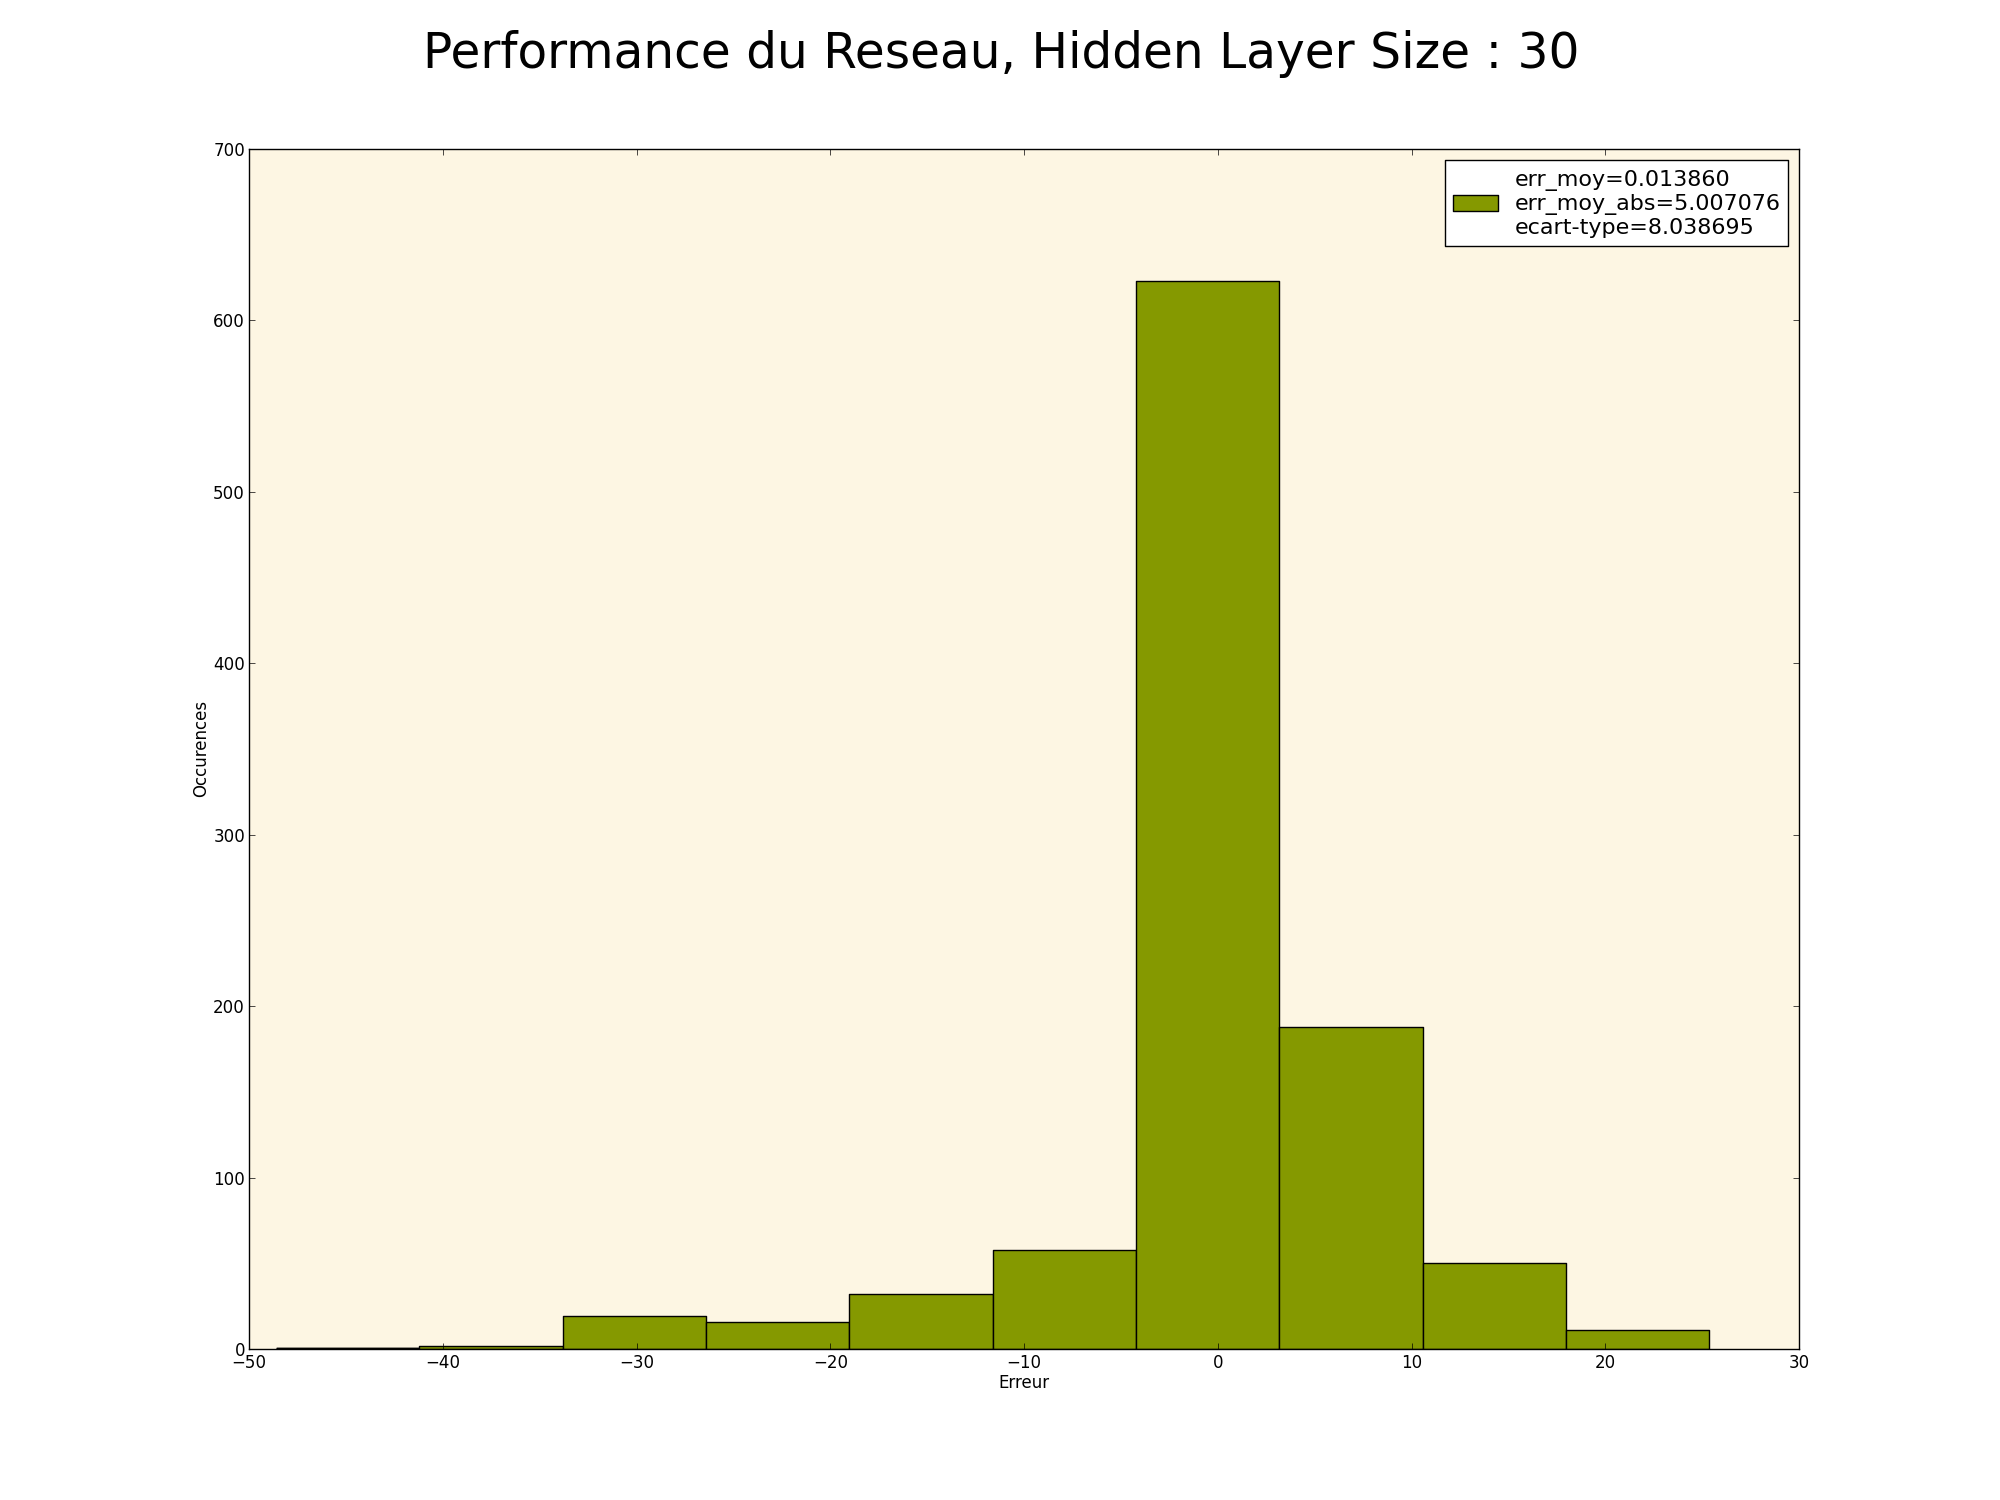 Performance du Reseau, Hidden Layer Size : 30
700
err_moy=0.013860
err_moy_abs=5.007076
ecart-type=8.038695
600
500
400
Occurences
300
200
100
0
−50 −40 −30 −20 −10 0 10 20 30
Erreur